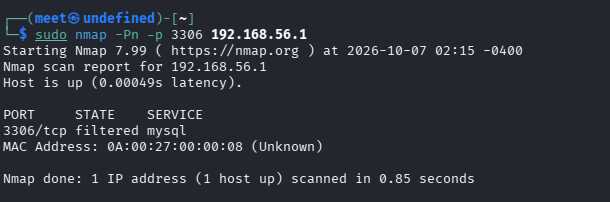 ┌──(meet㉿undefined)-[~]
└─$ sudo nmap -Pn -p 3306 192.168.56.1
Starting Nmap 7.99 ( https://nmap.org ) at 2026-10-07 02:15 -0400
Nmap scan report for 192.168.56.1
Host is up (0.00049s latency).
PORT     STATE    SERVICE
3306/tcp filtered mysql
MAC Address: 0A:00:27:00:00:08 (Unknown)
Nmap done: 1 IP address (1 host up) scanned in 0.85 seconds